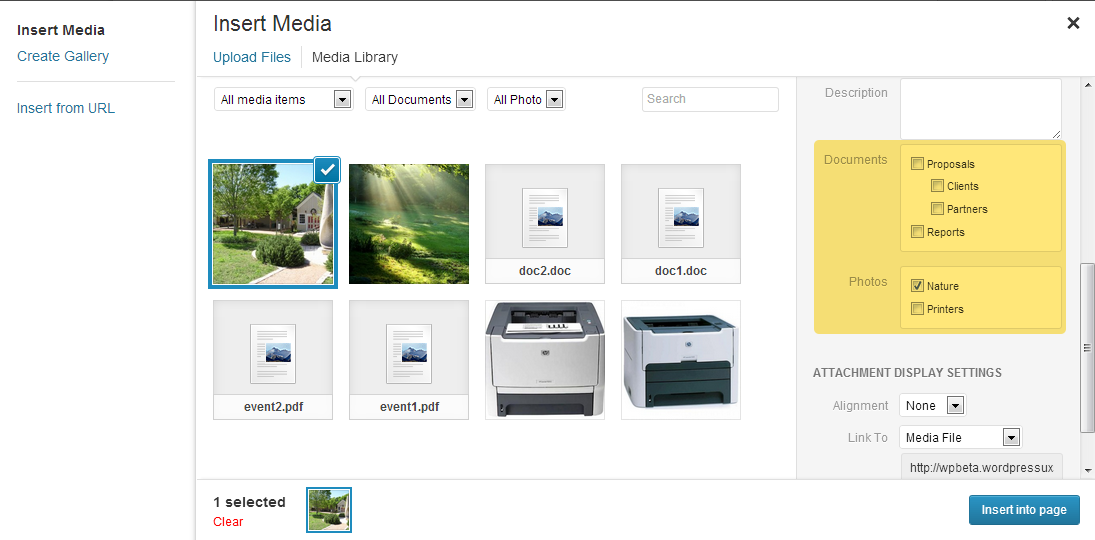 Insert Media
Create Gallery
Insert from URL
Insert Media
Upload Files
Media Library
All media items
All Documents
All Photo
Search
doc2.doc
doc1.doc
event2.pdf
event1.pdf
Description
Documents
Proposals
Clients
Partners
Reports
Photos
Nature
Printers
ATTACHMENT DISPLAY SETTINGS
Alignment
None
Link To
Media File
http://wpbeta.wordpressux
1 selected
Clear
Insert into page